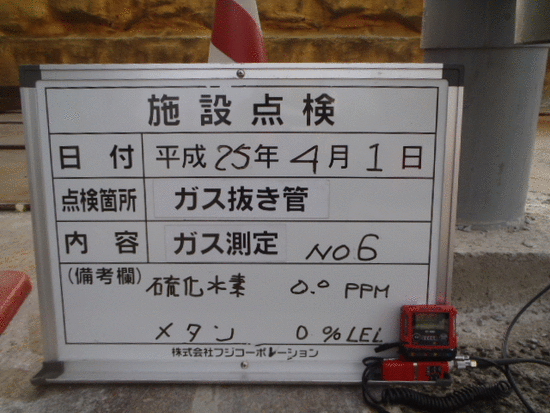 施設点検
日付 平成25年4月1日
点検箇所 ガス抜き管
内容 ガス測定 NO.6
(備考欄) 硫化水素 0.0 PPM
メタン 0 %LEL
株式会社フジコーポレーション